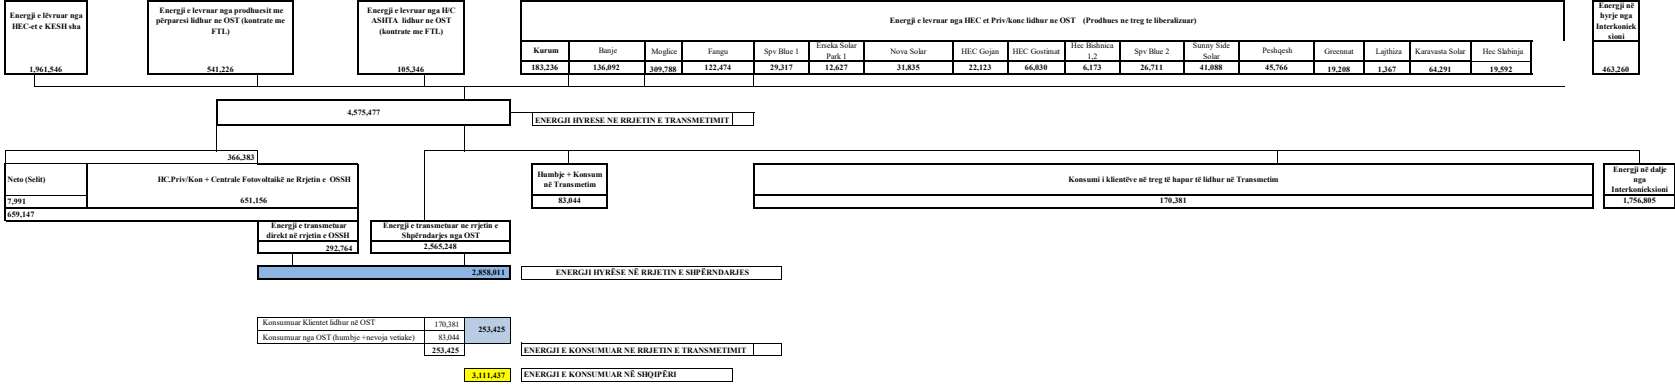 Energji e lëvruar nga
HEC-et e KESH sha
1,961,546
Energji e levruar nga prodhuesit me
përparesi lidhur ne OST (kontrate me
FTL)
541,226
Energji e levruar nga H/C
ASHTA lidhur ne OST
(kontrate me FTL)
105,346
Energji e levruar nga HEC et Priv/konc lidhur ne OST (Prodhues ne treg te liberalizuar)
Kurum Banje Moglice Fangu Spv Blue 1 Erseka Solar Park 1 Nova Solar HEC Gojan HEC Gostimat Hec Bishnica 1,2 Spv Blue 2 Sunny Side Solar Peshqesh Greennat Lajthiza Karavasta Solar Hec Slabinja
183,236 136,092 309,788 122,474 29,317 12,627 31,835 22,123 66,030 6,173 26,711 41,088 45,766 19,208 1,367 64,291 19,592
Energji në
hyrje nga
Interkoniek
sioni
463,260
4,575,477
ENERGJI HYRESE NE RRJETIN E TRANSMETIMIT
366,383
Neto (Selit)
7,991
HC.Priv/Kon + Centrale Fotovoltaikë ne Rrjetin e OSSH
651,156
659,147
Humbje + Konsum
në Transmetim
83,044
Konsumi i klientëve në treg të hapur të lidhur në Transmetim
170,381
Energji në dalje
nga
Interkonieksioni
1,756,805
Energji e transmetuar
direkt në rrjetin e OSSH
292,764
Energji e transmetuar ne rrjetin e
Shpërndarjes nga OST
2,565,248
2,858,011
ENERGJI HYRËSE NË RRJETIN E SHPËRNDARJES
Konsumuar Klientet lidhur në OST 170,381
253,425
Konsumuar nga OST (humbje +nevoja vetiake) 83,044
253,425
ENERGJI E KONSUMUAR NE RRJETIN E TRANSMETIMIT
3,111,437
ENERGJI E KONSUMUAR NË SHQIPËRI